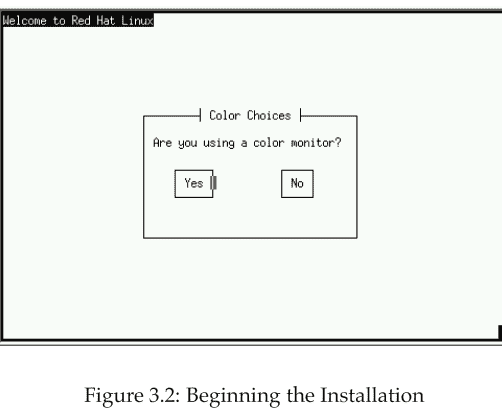 Welcome to Red Hat Linux
Color Choices
Are you using a color monitor?
Yes No
Figure 3.2: Beginning the Installation